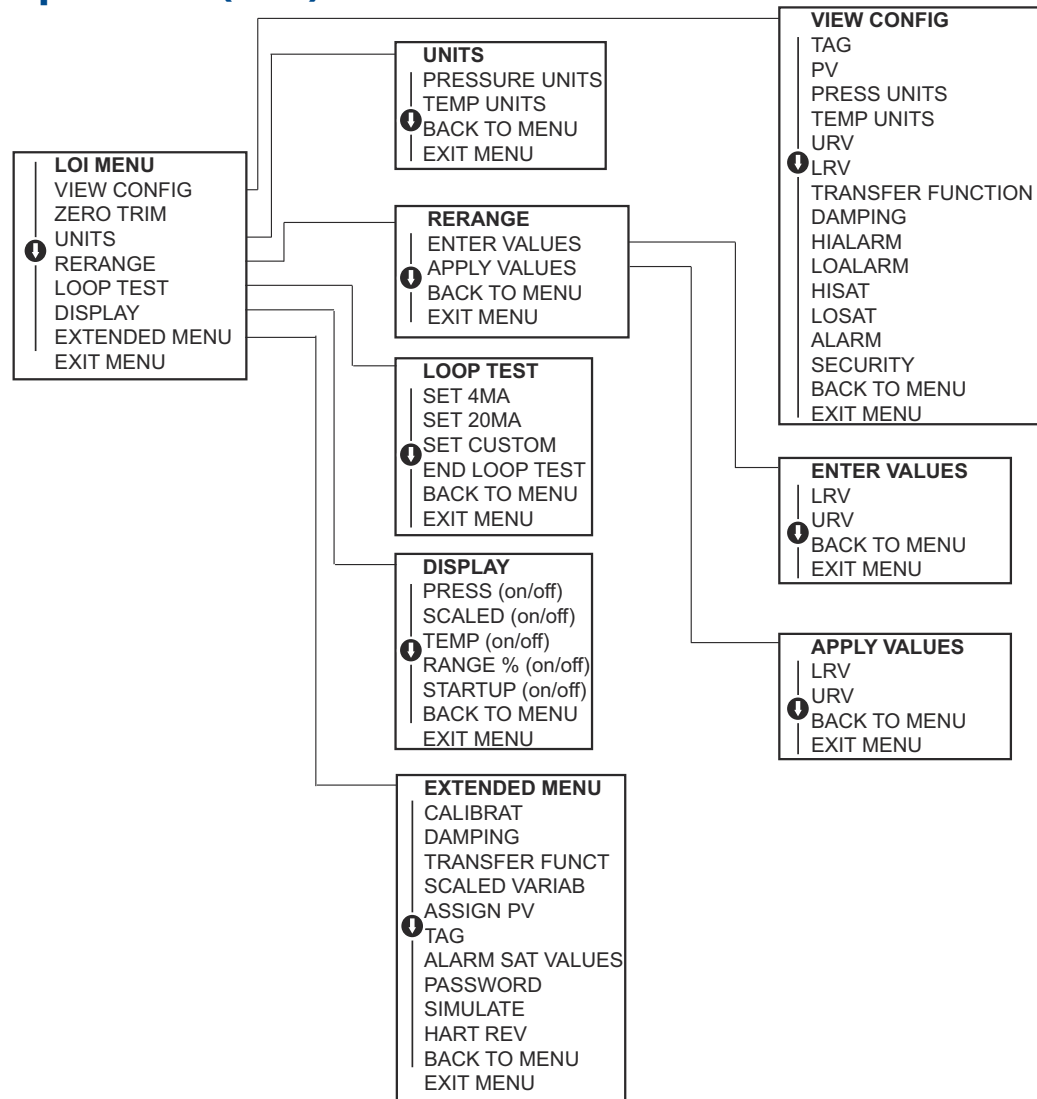 LOI MENU
VIEW CONFIG
ZERO TRIM
UNITS
RERANGE
LOOP TEST
DISPLAY
EXTENDED MENU
EXIT MENU
UNITS
PRESSURE UNITS
TEMP UNITS
BACK TO MENU
EXIT MENU
RERANGE
ENTER VALUES
APPLY VALUES
BACK TO MENU
EXIT MENU
LOOP TEST
SET 4MA
SET 20MA
SET CUSTOM
END LOOP TEST
BACK TO MENU
EXIT MENU
DISPLAY
PRESS (on/off)
SCALED (on/off)
TEMP (on/off)
RANGE % (on/off)
STARTUP (on/off)
BACK TO MENU
EXIT MENU
EXTENDED MENU
CALIBRAT
DAMPING
TRANSFER FUNCT
SCALED VARIAB
ASSIGN PV
TAG
ALARM SAT VALUES
PASSWORD
SIMULATE
HART REV
BACK TO MENU
EXIT MENU
VIEW CONFIG
TAG
PV
PRESS UNITS
TEMP UNITS
URV
LRV
TRANSFER FUNCTION
DAMPING
HIALARM
LOALARM
HISAT
LOSAT
ALARM
SECURITY
BACK TO MENU
EXIT MENU
ENTER VALUES
LRV
URV
BACK TO MENU
EXIT MENU
APPLY VALUES
LRV
URV
BACK TO MENU
EXIT MENU